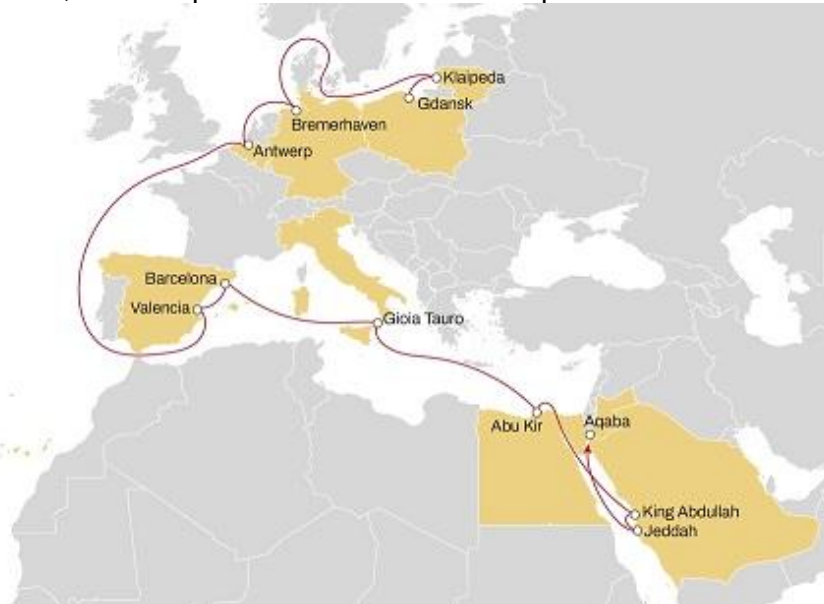 Klaipeda
Gdansk
Bremerhaven
Antwerp
Barcelona
Valencia
Gioia Tauro
Abu Kir
Aqaba
King Abdullah
Jeddah